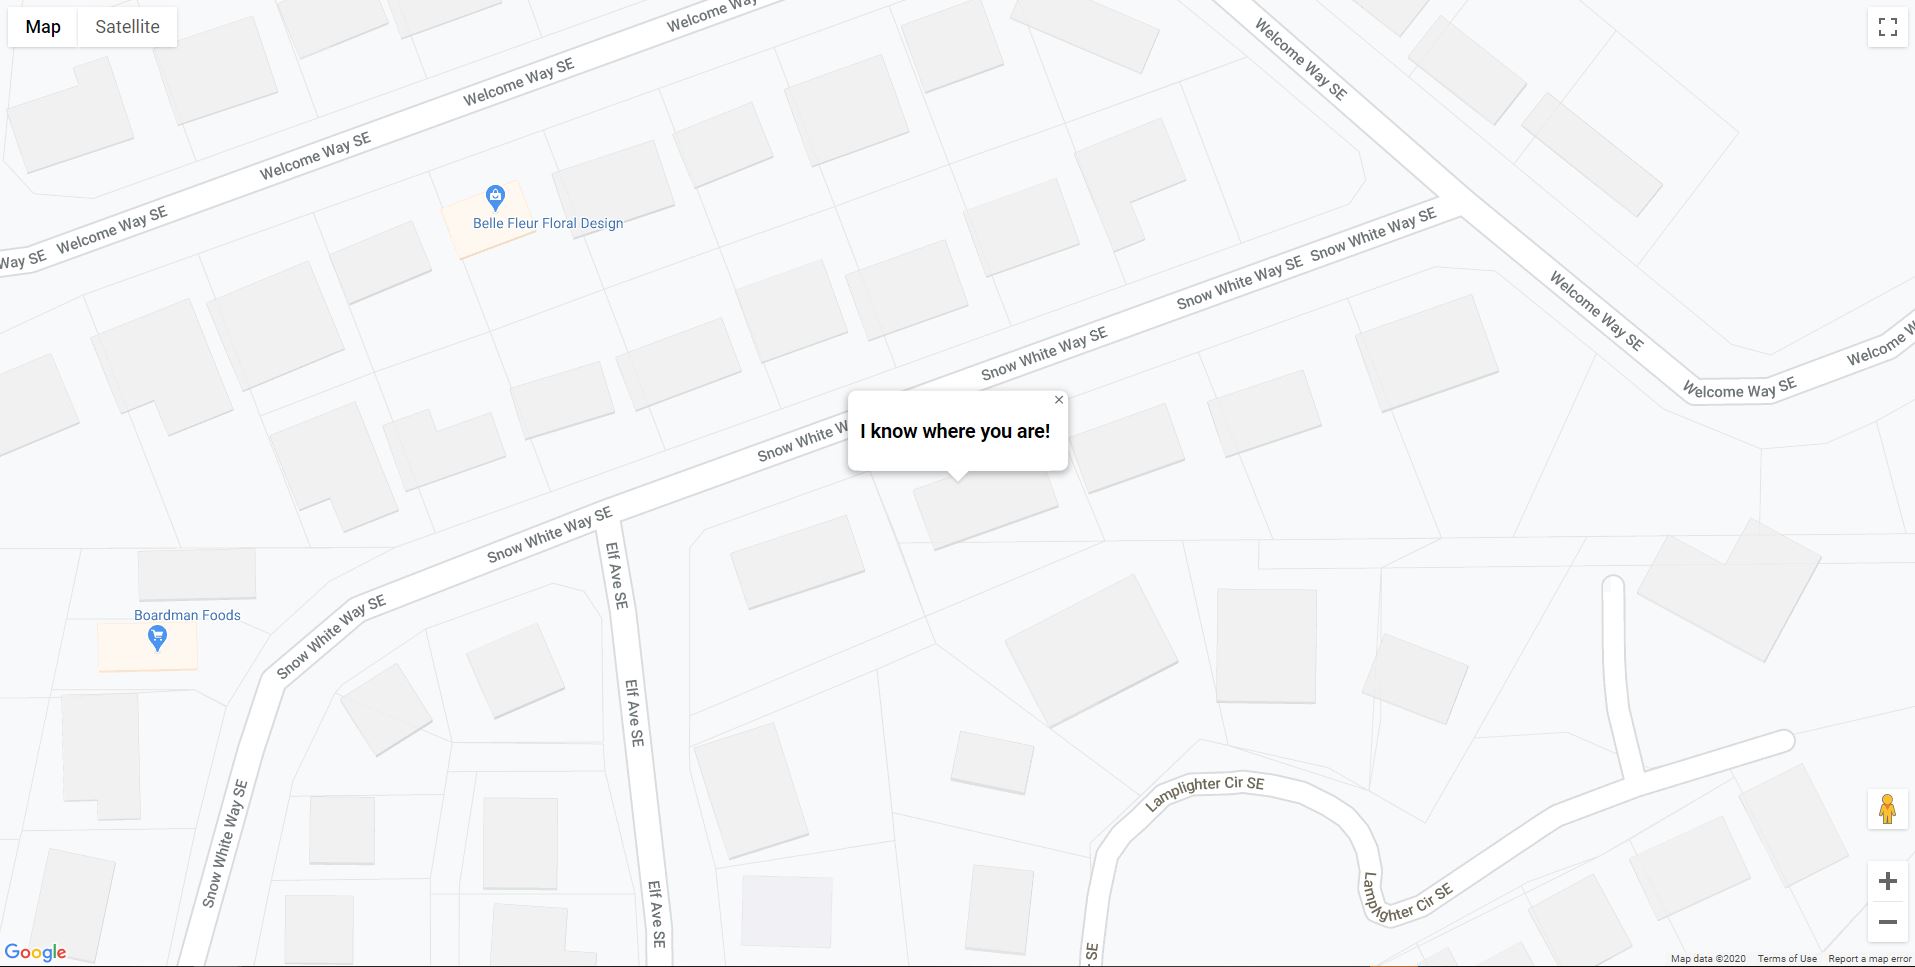 Map
Satellite
Welcome Way
Welcome Way SE
Welcome Way SE
Welcome Way SE
Welcome Way SE
Welcome Way SE
Way SE
Belle Fleur Floral Design
Snow White Way SE
Snow White Way SE
Welcome Way SE
Snow White Way SE
Welcome W
Welcome Way SE
×
I know where you are!
Snow White W
Snow White Way SE
Elf Ave SE
Boardman Foods
Snow White Way SE
Elf Ave SE
Lamplighter Cir SE
Snow White Way SE
Elf Ave SE
Lamplighter Cir SE
SE
Google
Map data ©2020
Terms of Use
Report a map error